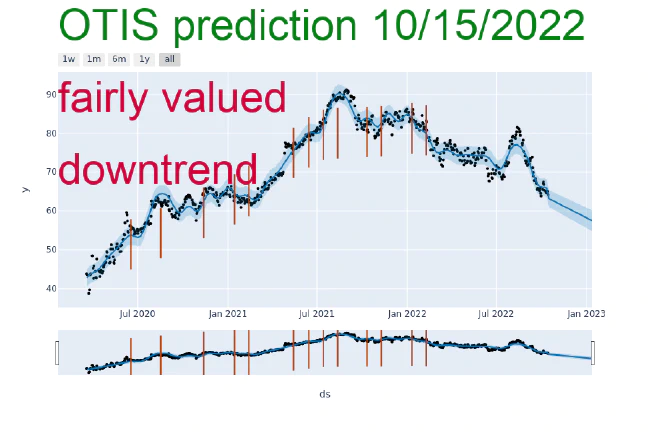 OTIS prediction 10/15/2022
1w 1m 6m 1y all
fairly valued
downtrend
90
80
70
60
50
40
y
Jul 2020 Jan 2021 Jul 2021 Jan 2022 Jul 2022 Jan 2023
ds